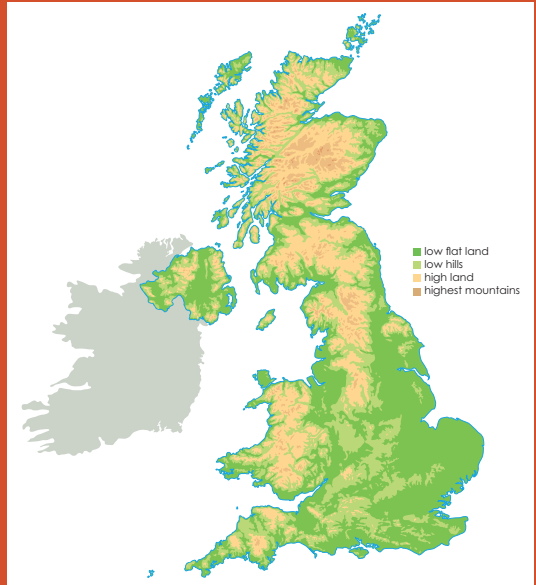 low flat land
low hills
high land
highest mountains